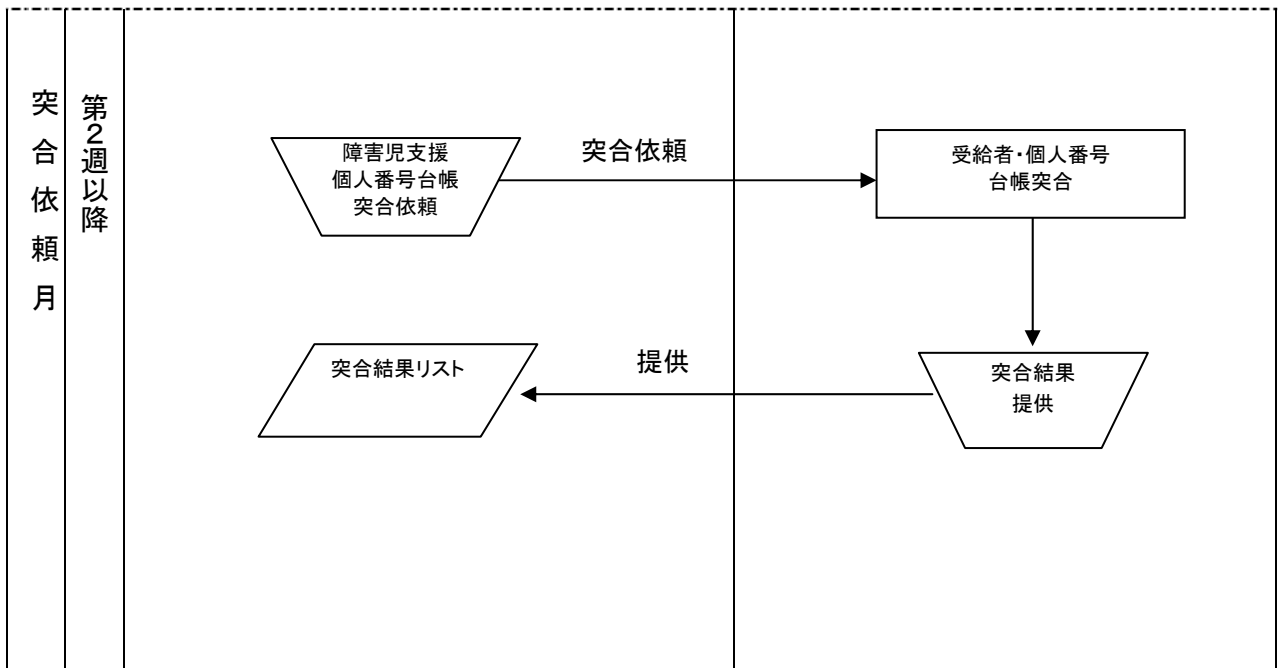 突合依頼月
第2週以降
障害児支援
個人番号台帳
突合依頼
突合依頼
受給者・個人番号
台帳突合
突合結果リスト
提供
突合結果
提供